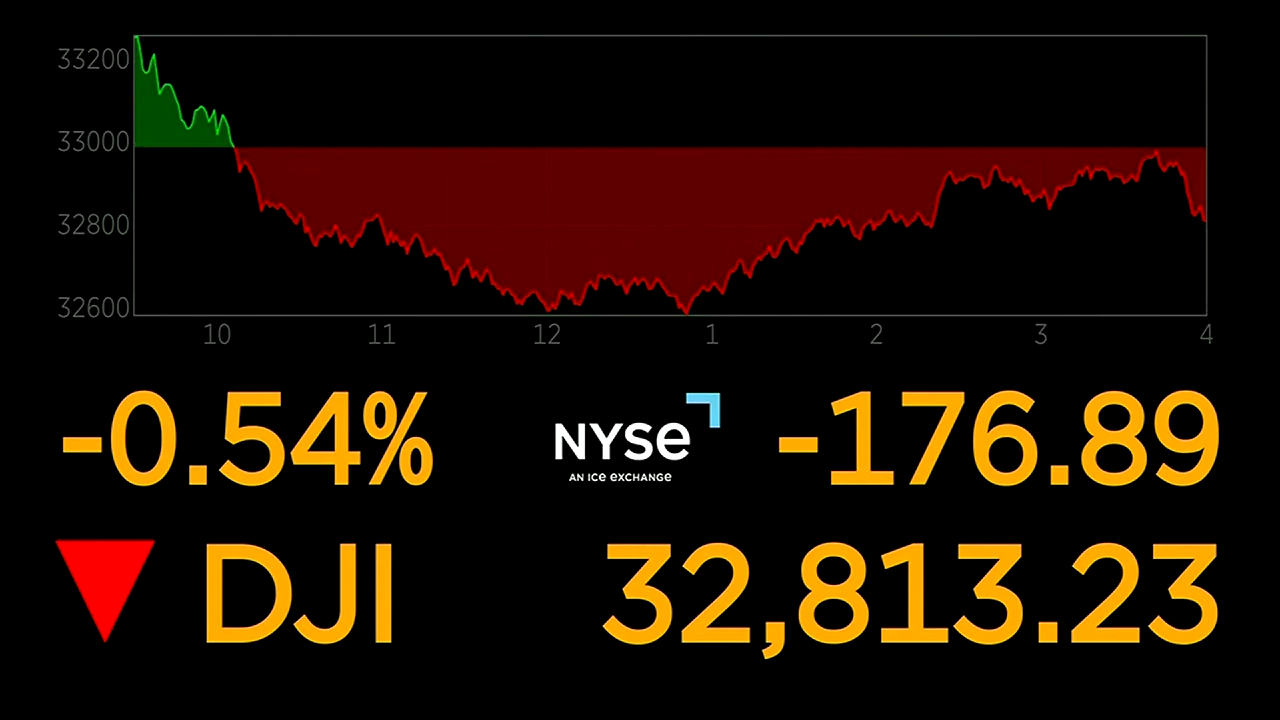 33200
33000
32800
32600
10 11 12 1 2 3 4
-0.54%
NYSE
AN ICE EXCHANGE
-176.89
DJI 32,813.23